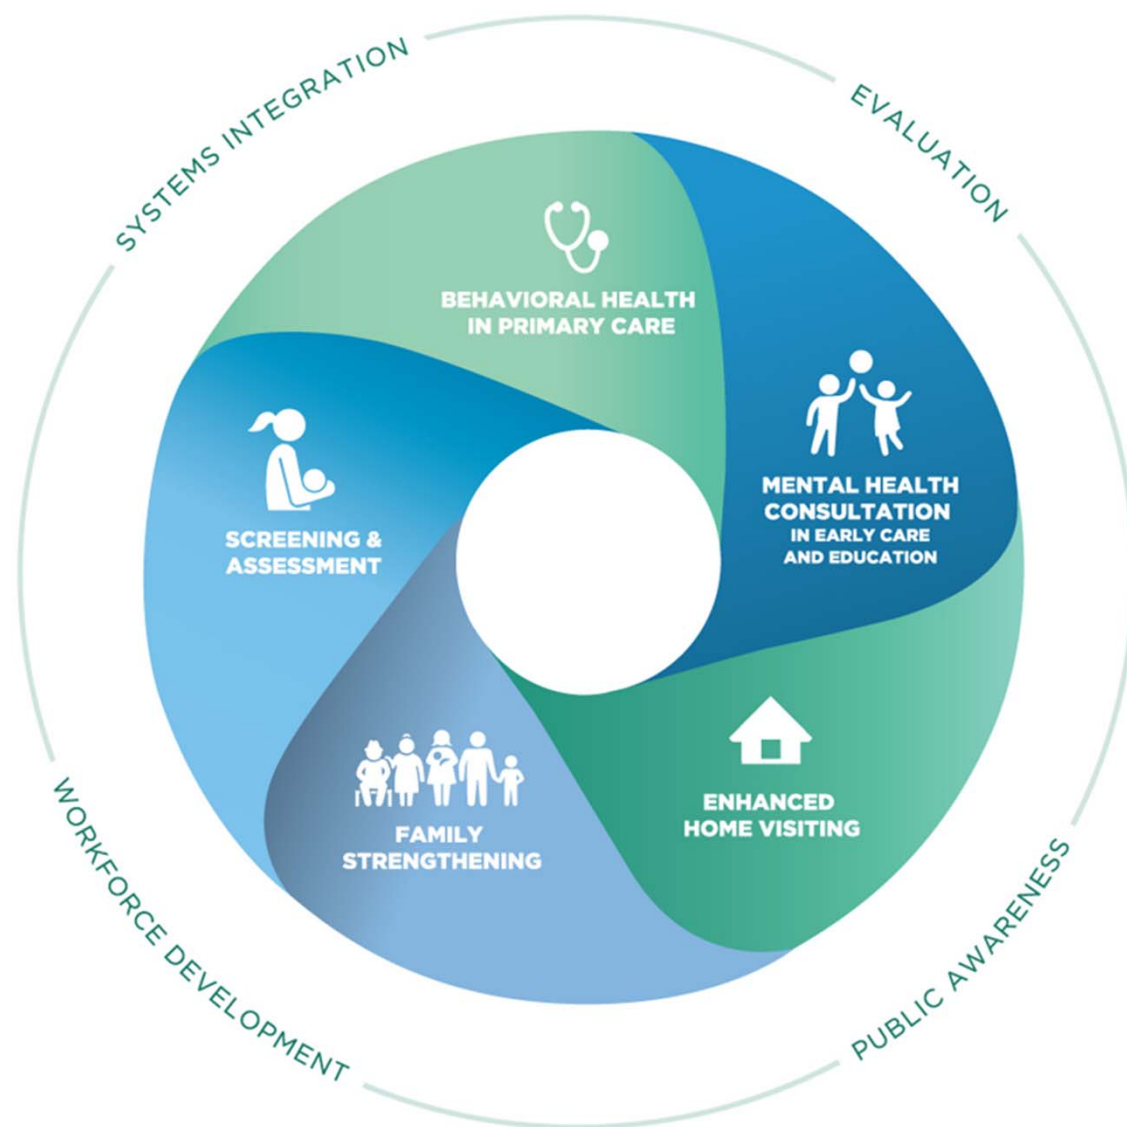 SYSTEMS INTEGRATION
EVALUATION
BEHAVIORAL HEALTH
IN PRIMARY CARE
MENTAL HEALTH
CONSULTATION
IN EARLY CARE
AND EDUCATION
SCREENING &
ASSESSMENT
ENHANCED
HOME VISITING
FAMILY
STRENGTHENING
WORKFORCE DEVELOPMENT
PUBLIC AWARENESS